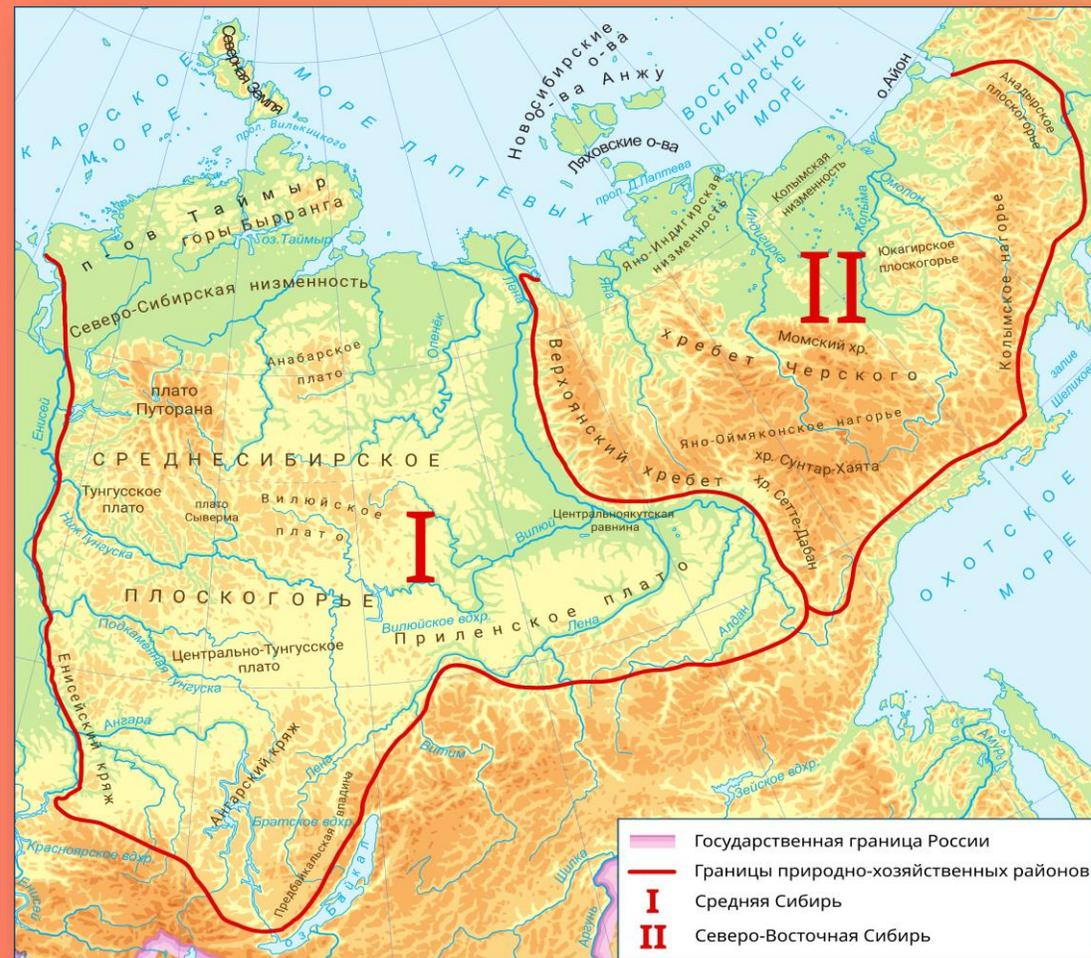 Северная Земля
КАРСКОЕ МОРЕ
МОРЕ ЛАПТЕВЫХ
прол. Вилькицкого
Новосибирские о-ва
о-ва Анжу
Ляховские о-ва
прол. Д.Лаптева
ВОСТОЧНО-
СИБИРСКОЕ
МОРЕ
о.Айон
Анадырское
плоскогорье
п-ов Таймыр
горы Бырранга
оз.Таймыр
Северо-Сибирская низменность
Яно-Индигирская
низменность
Колымская
низменность
Индигирка
Колыма
Омолон
Юкагирское
плоскогорье
Колымское нагорье
II
Лена
Яна
Оленёк
Анабарское
плато
плато
Путорана
Енисей
Верхоянский хребет
хребет Черского
Момский хр.
залив
Шелихова
Яно-Оймяконское нагорье
хр. Сунтар-Хаята
хр. Сетте-Дабан
СРЕДНЕСИБИРСКОЕ
Тунгусское
плато
плато
Сыверма
Вилюйское
плато
I
Ниж.Тунгуска
Вилюй
Центральноякутская
равнина
ПЛОСКОГОРЬЕ
Вилюйское вдхр.
Приленское плато
Лена
Алдан
ОХОТСКОЕ
МОРЕ
Подкаменная Тунгуска
Центрально-Тунгусское
плато
Енисейский кряж
Ангара
Ангарский кряж
Лена
Витим
Братское вдхр.
Предбайкальская впадина
Зейское вдхр.
Амур
Красноярское вдхр.
Енисей
оз. Байкал
Шилка
Аргунь
Государственная граница России
Границы природно-хозяйственных районов
I Средняя Сибирь
II Северо-Восточная Сибирь